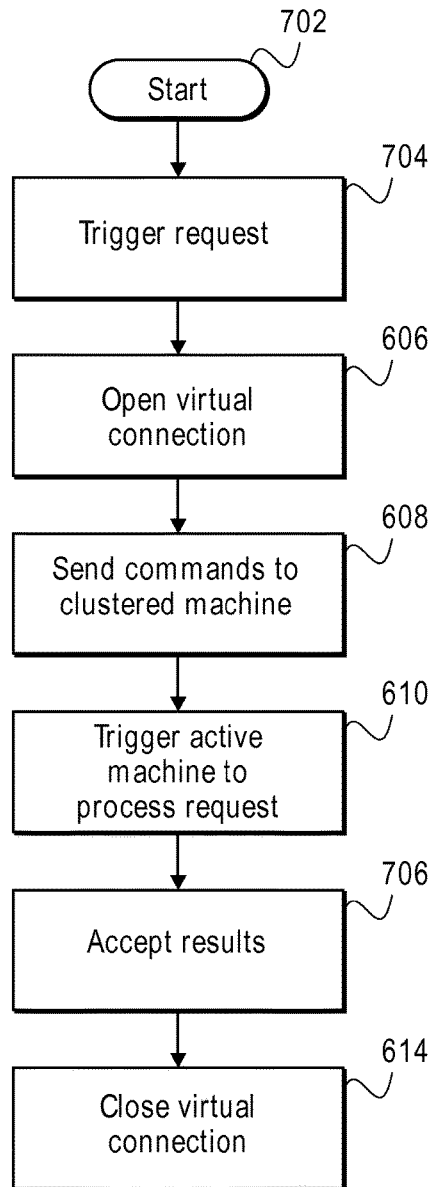 702
Start
704
Trigger request
606
Open virtual
connection
608
Send commands to
clustered machine
610
Trigger active
machine to
process request
706
Accept results
614
Close virtual
connection